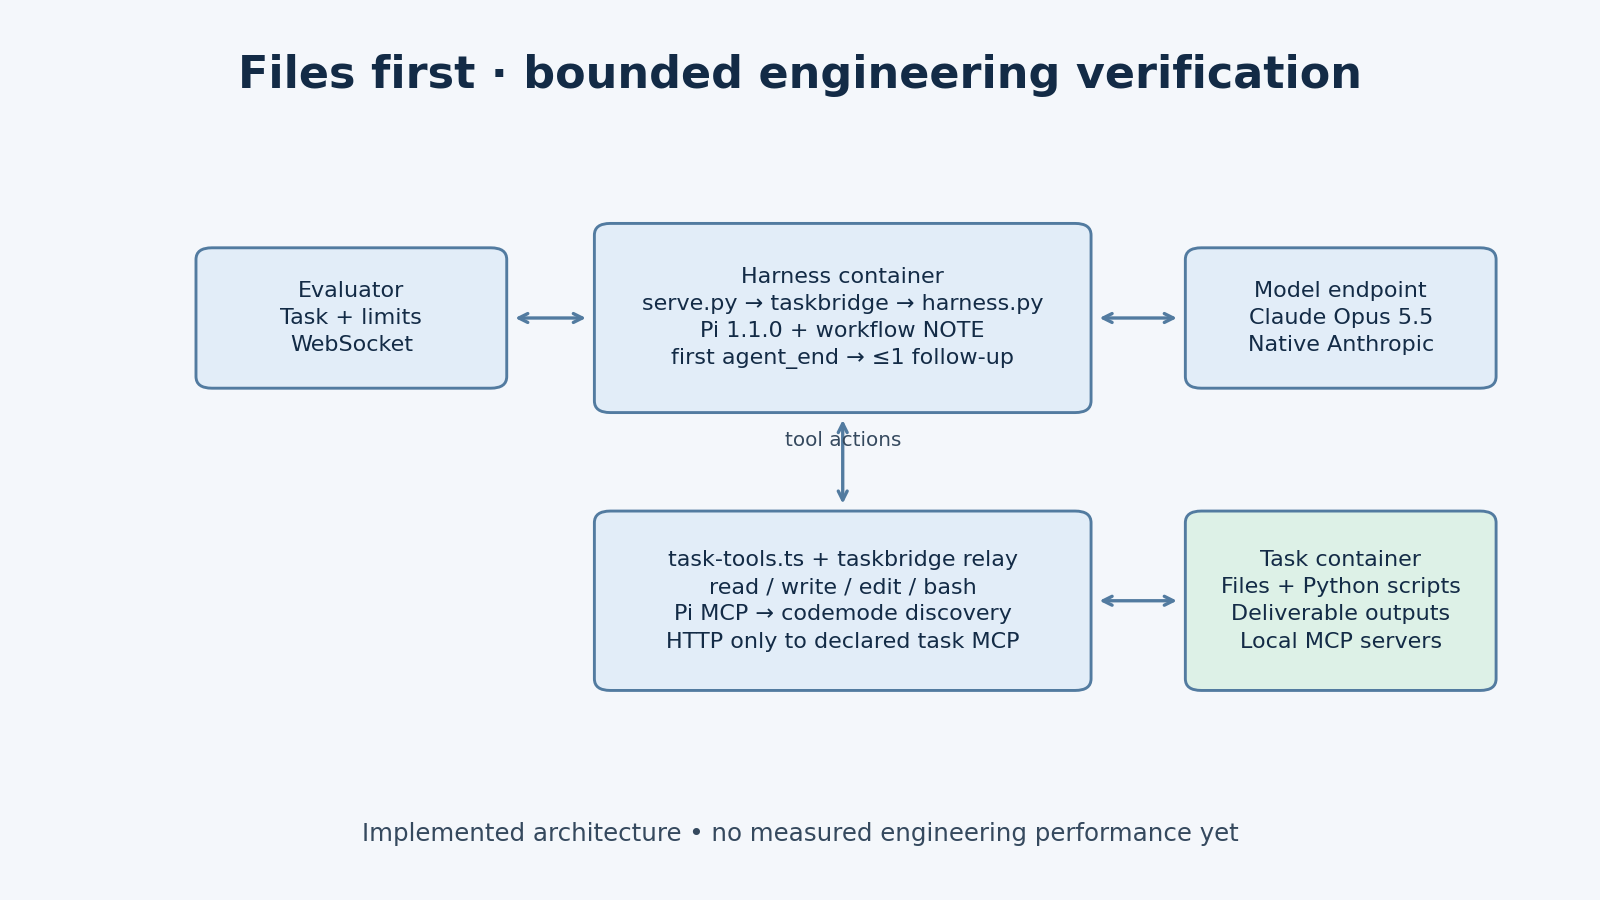 Files first · bounded engineering verification
Evaluator
Task + limits
WebSocket
Harness container
serve.py → taskbridge → harness.py
Pi 1.1.0 + workflow NOTE
first agent_end → ≤1 follow-up
Model endpoint
Claude Opus 5.5
Native Anthropic
tool actions
task-tools.ts + taskbridge relay
read / write / edit / bash
Pi MCP → codemode discovery
HTTP only to declared task MCP
Task container
Files + Python scripts
Deliverable outputs
Local MCP servers
Implemented architecture • no measured engineering performance yet